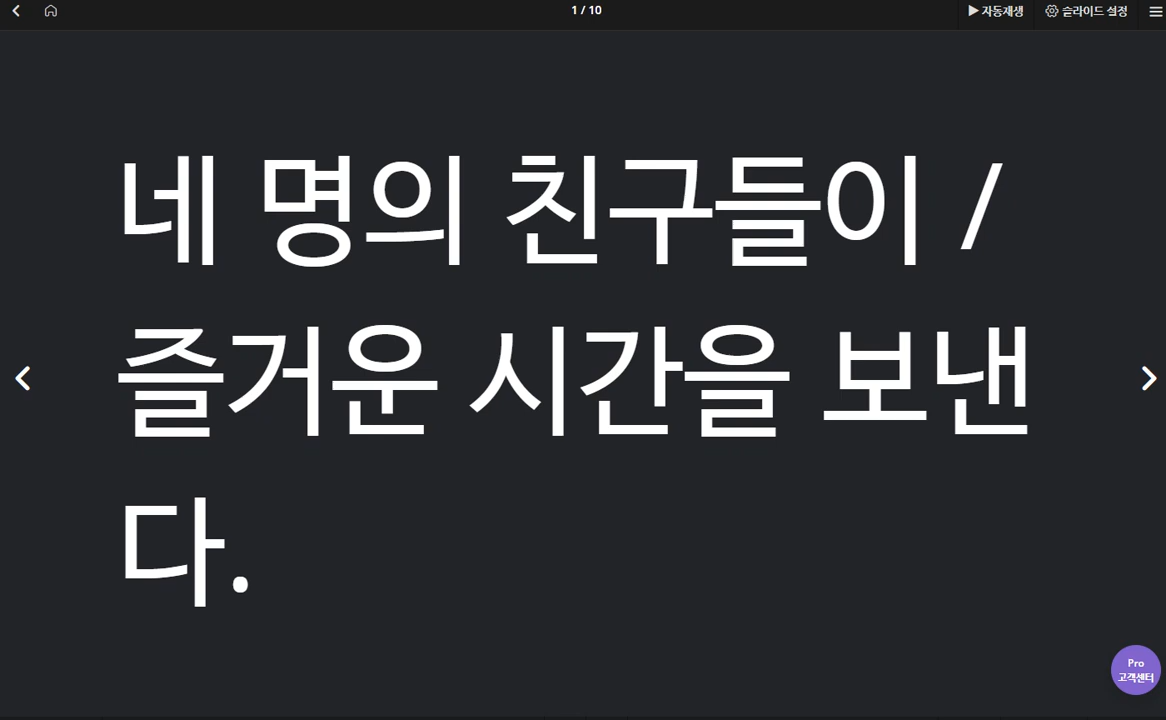 1 / 10
▶ 자동재생
슬라이드 설정
네 명의 친구들이 /
즐거운 시간을 보낸
다.
Pro
고객센터